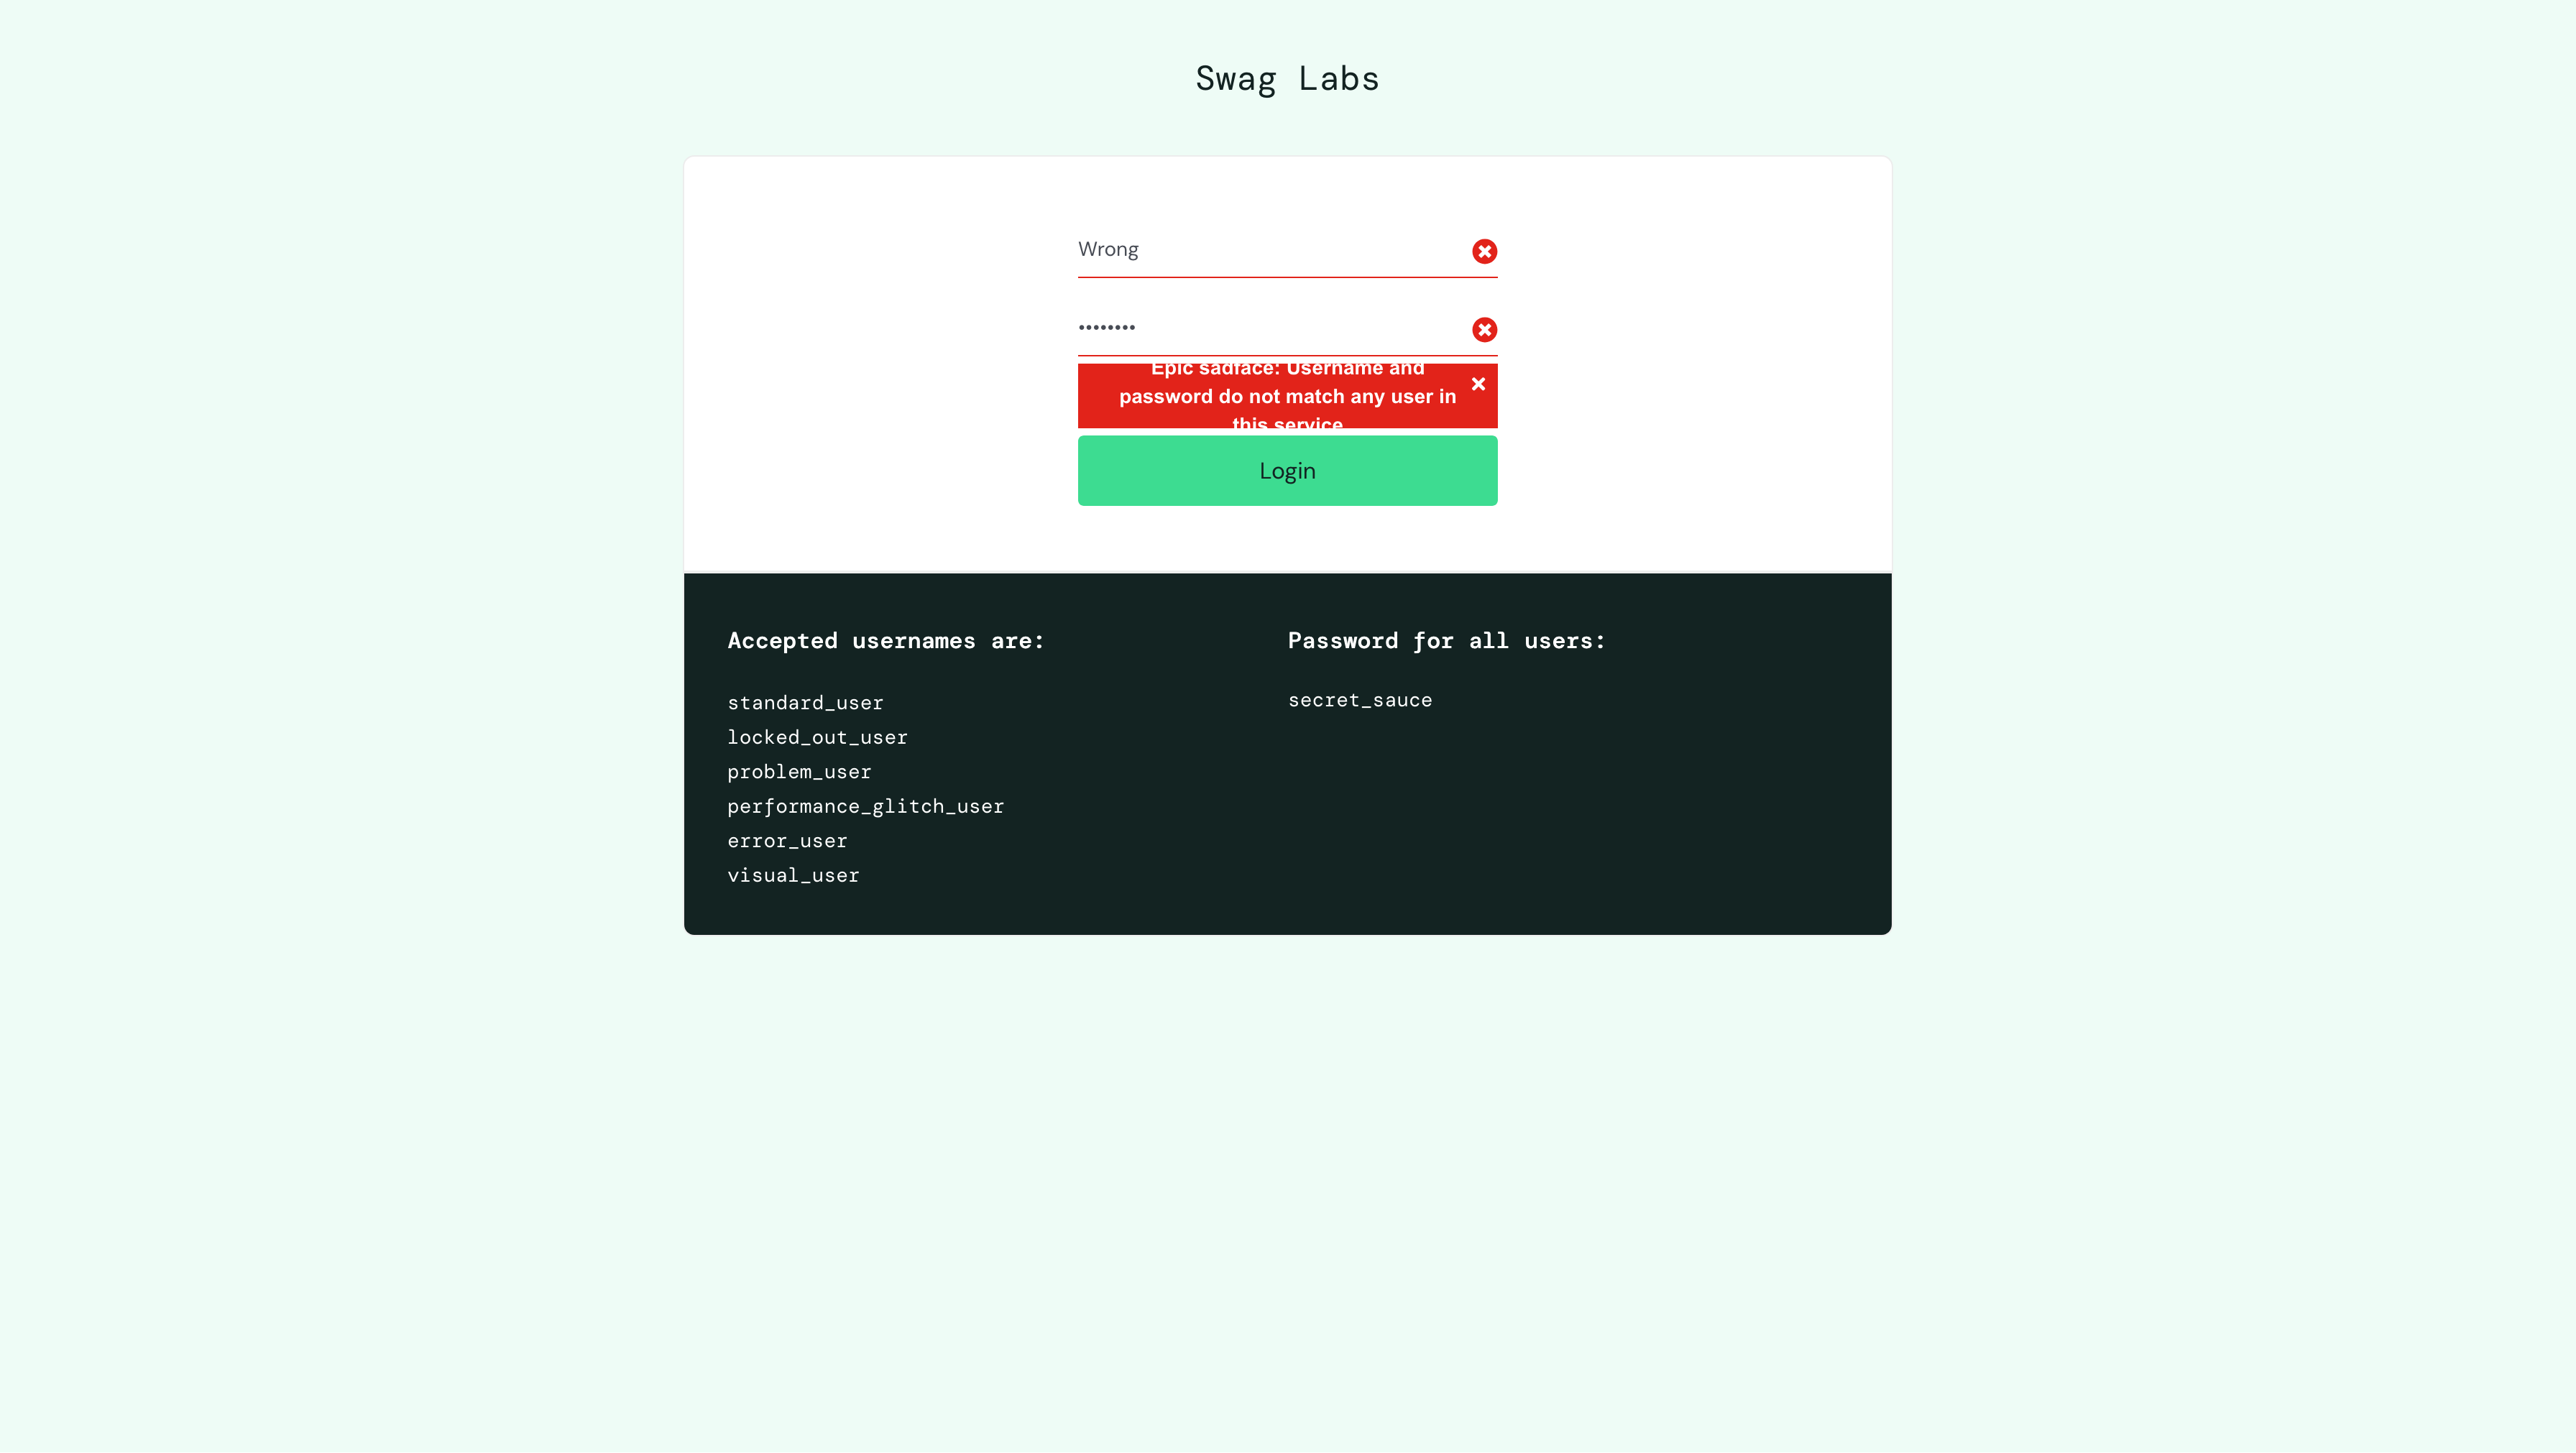 Swag Labs
Wrong
••••••••
Epic sadface: Username and
password do not match any user in
this service
Login
Accepted usernames are:
Password for all users:
standard_user
locked_out_user
problem_user
performance_glitch_user
error_user
visual_user
secret_sauce